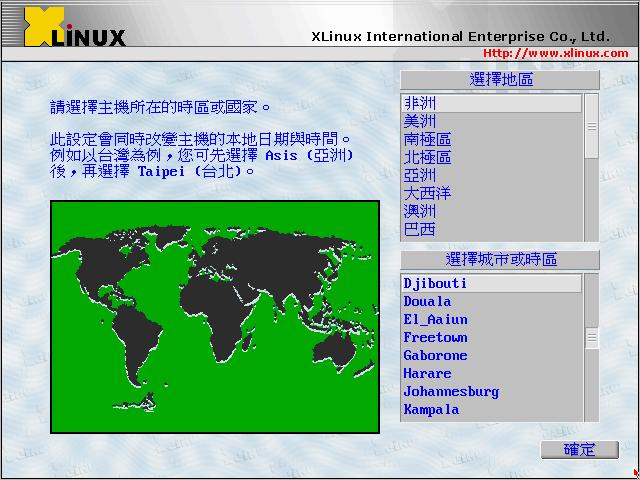 XLinux
XLinux International Enterprise Co., Ltd.
Http://www.xlinux.com
請選擇主機所在的時區或國家。
此設定會同時改變主機的本地日期與時間。
例如以台灣為例，您可先選擇 Asis (亞洲)
後，再選擇 Taipei (台北)。
選擇地區
非洲
美洲
南極區
北極區
亞洲
大西洋
澳洲
巴西
選擇城市或時區
Djibouti
Douala
El_Aaiun
Freetown
Gaborone
Harare
Johannesburg
Kampala
確定